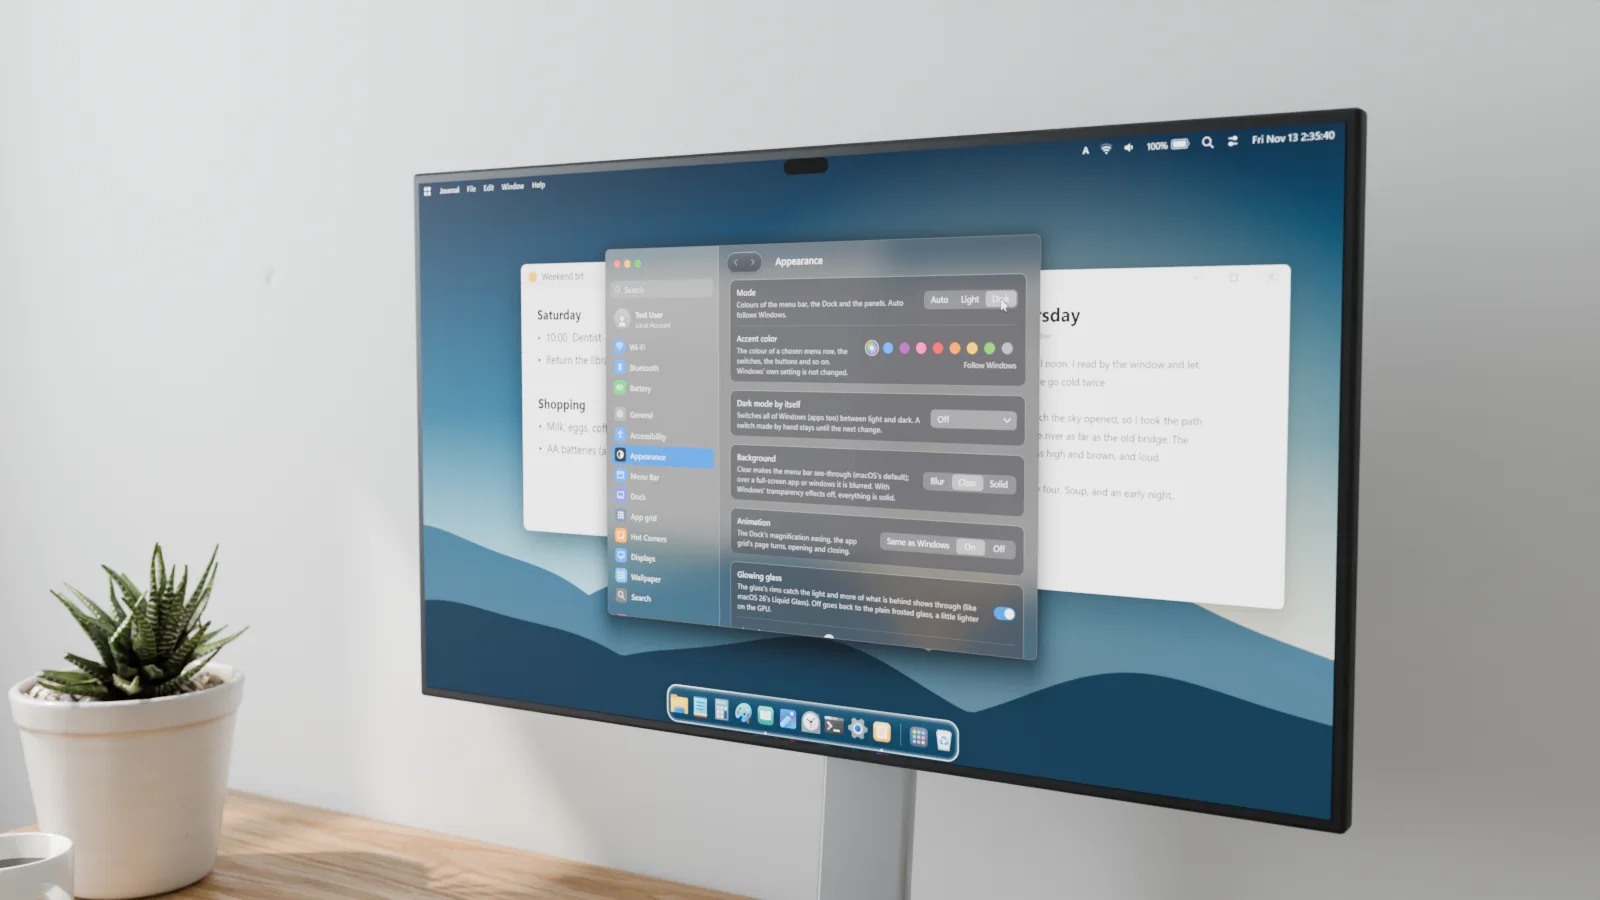 Journal File Edit Window Help
A 100% Fri Nov 13 2:35:40
Weekend.txt
Saturday
• 10:00 Dentist
• Return the libra
Shopping
• Milk, eggs, coff
• AA batteries (a
Search
Test User
Local Account
Wi-Fi
Bluetooth
Battery
General
Accessibility
Appearance
Menu Bar
Dock
App grid
Hot Corners
Displays
Wallpaper
Search
Appearance
Mode
Colours of the menu bar, the Dock and the panels. Auto
follows Windows.
Auto Light Dark
Accent color
The colour of a chosen menu row, the
switches, the buttons and so on.
Windows' own setting is not changed.
Follow Windows
Dark mode by itself
Switches all of Windows (apps too) between light and dark. A
switch made by hand stays until the next change.
Off
Background
Clear makes the menu bar see-through (macOS's default);
over a full-screen app or windows it is blurred. With
Windows' transparency effects off, everything is solid.
Blur Clear Solid
Animation
The Dock's magnification easing, the app
grid's page turns, opening and closing.
Same as Windows On Off
Glowing glass
The glass's rims catch the light and more of what is behind shows through (like
macOS 26's Liquid Glass). Off goes back to the plain frosted glass, a little lighter
on the GPU.
rsday
ber
l noon. I read by the window and let
e go cold twice.
ch the sky opened, so I took the path
e river as far as the old bridge. The
s high and brown, and loud.
four. Soup, and an early night.